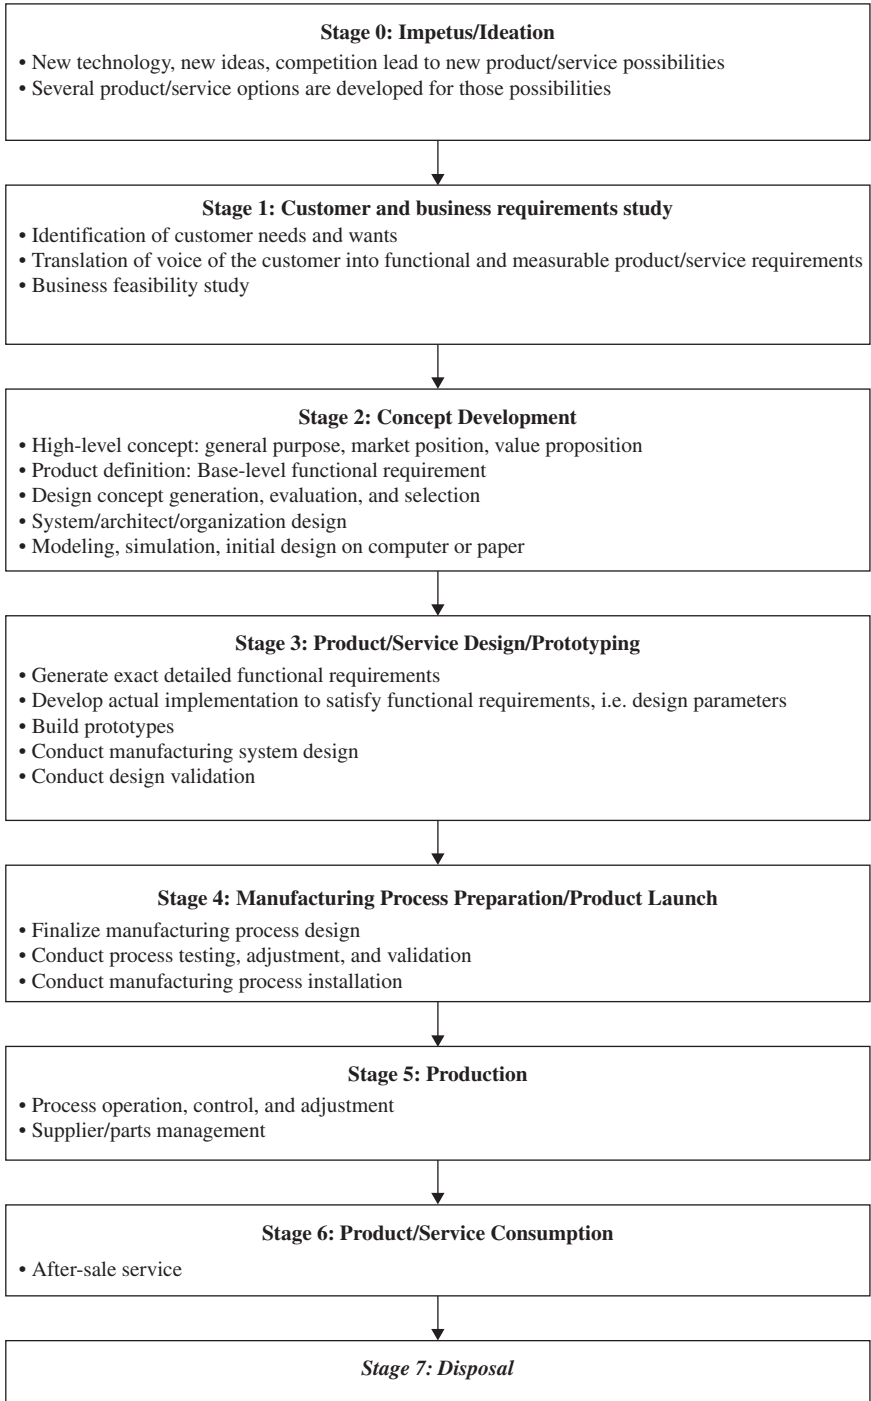 Stage 0: Impetus/Ideation
• New technology, new ideas, competition lead to new product/service possibilities
• Several product/service options are developed for those possibilities
Stage 1: Customer and business requirements study
• Identification of customer needs and wants
• Translation of voice of the customer into functional and measurable product/service requirements
• Business feasibility study
Stage 2: Concept Development
• High-level concept: general purpose, market position, value proposition
• Product definition: Base-level functional requirement
• Design concept generation, evaluation, and selection
• System/architect/organization design
• Modeling, simulation, initial design on computer or paper
Stage 3: Product/Service Design/Prototyping
• Generate exact detailed functional requirements
• Develop actual implementation to satisfy functional requirements, i.e. design parameters
• Build prototypes
• Conduct manufacturing system design
• Conduct design validation
Stage 4: Manufacturing Process Preparation/Product Launch
• Finalize manufacturing process design
• Conduct process testing, adjustment, and validation
• Conduct manufacturing process installation
Stage 5: Production
• Process operation, control, and adjustment
• Supplier/parts management
Stage 6: Product/Service Consumption
• After-sale service
Stage 7: Disposal